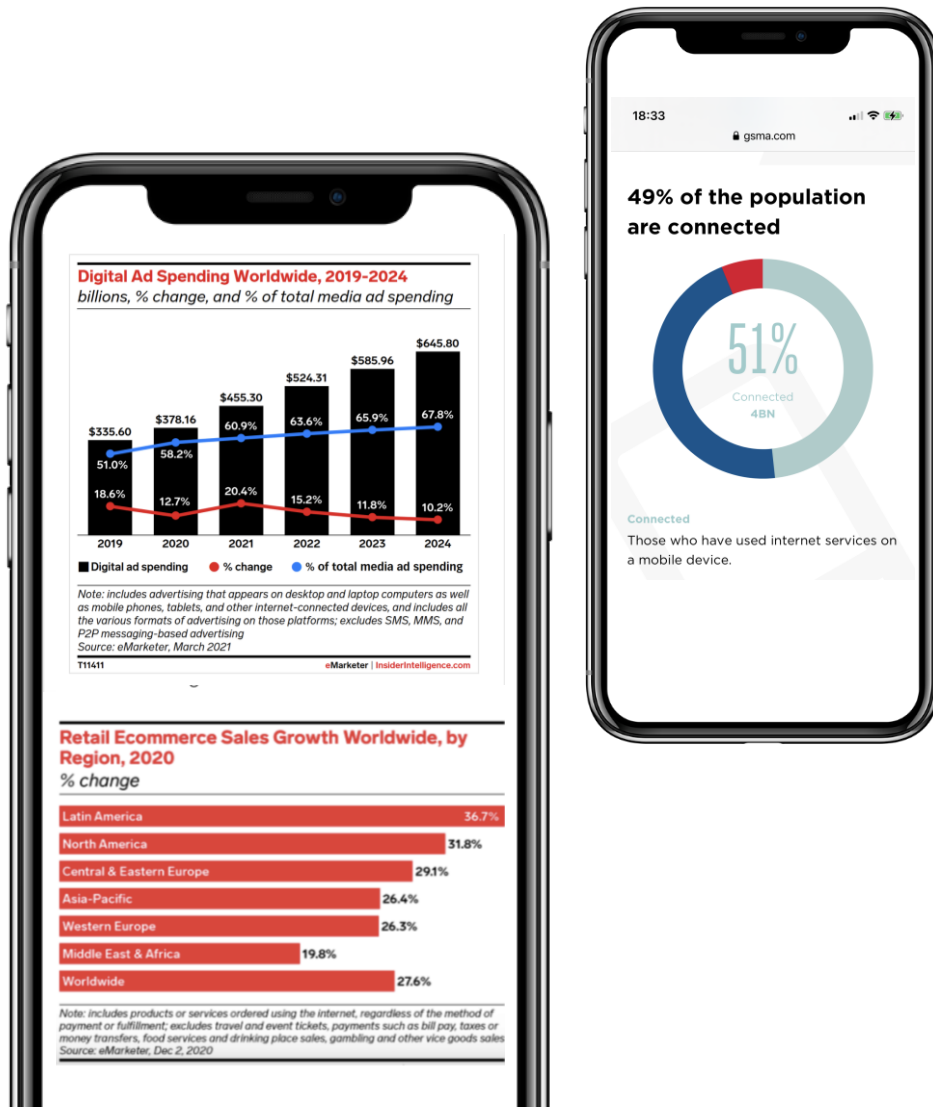 Digital Ad Spending Worldwide, 2019-2024
billions, % change, and % of total media ad spending
$335.60
$378.16
$455.30
$524.31
$585.96
$645.80
51.0%
58.2%
60.9%
63.6%
65.9%
67.8%
18.6%
12.7%
20.4%
15.2%
11.8%
10.2%
2019 2020 2021 2022 2023 2024
Digital ad spending % change % of total media ad spending
Note: includes advertising that appears on desktop and laptop computers as well
as mobile phones, tablets, and other internet-connected devices, and includes all
the various formats of advertising on those platforms; excludes SMS, MMS, and
P2P messaging-based advertising
Source: eMarketer, March 2021
T11411 eMarketer | InsiderIntelligence.com
Retail Ecommerce Sales Growth Worldwide, by
Region, 2020
% change
Latin America 36.7%
North America 31.8%
Central & Eastern Europe 29.1%
Asia-Pacific 26.4%
Western Europe 26.3%
Middle East & Africa 19.8%
Worldwide 27.6%
Note: includes products or services ordered using the internet, regardless of the method of
payment or fulfillment; excludes travel and event tickets, payments such as bill pay, taxes or
money transfers, food services and drinking place sales, gambling and other vice goods sales
Source: eMarketer, Dec 2, 2020
18:33
gsma.com
49% of the population
are connected
51%
Connected
4BN
Connected
Those who have used internet services on
a mobile device.